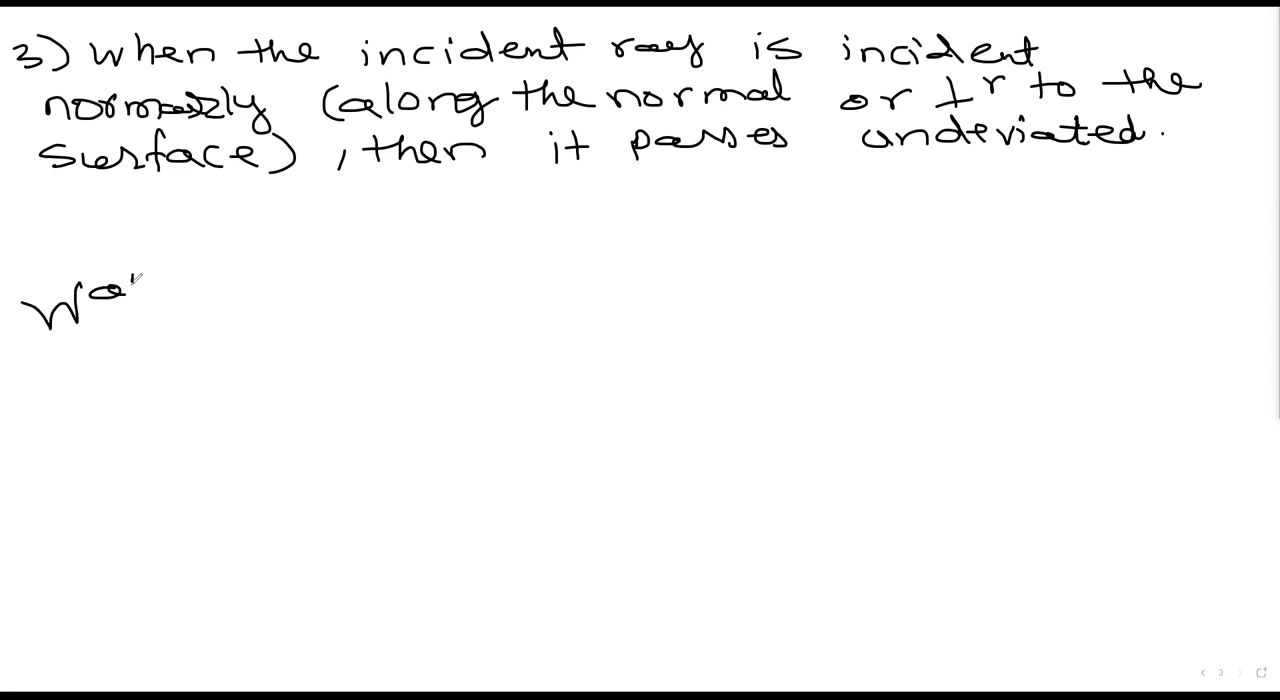 3) when the incident ray is incident
normally (along the normal or ⊥r to the
surface), then it passes undeviated.
3